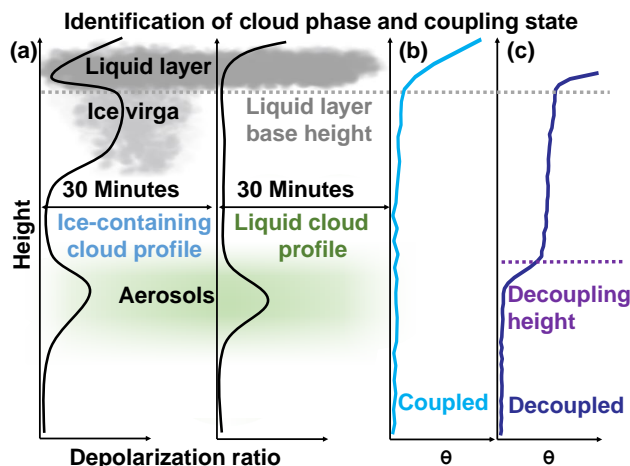 Identification of cloud phase and coupling state
(a)
(b)
(c)
Liquid layer
Ice virga
Liquid layer
base height
30 Minutes
30 Minutes
Ice-containing
cloud profile
Liquid cloud
profile
Height
Aerosols
Decoupling
height
Coupled
Decoupled
Depolarization ratio
θ
θ